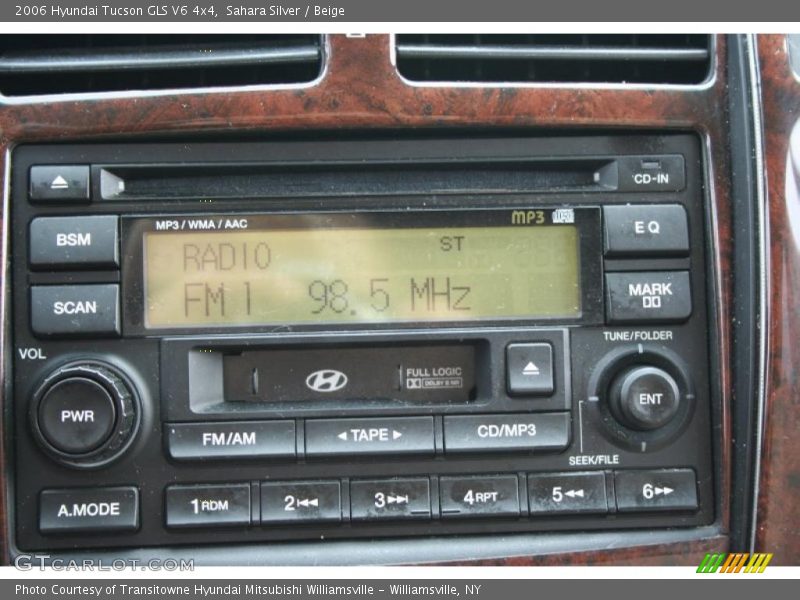 2006 Hyundai Tucson GLS V6 4x4, Sahara Silver / Beige
CD-IN
MP3 / WMA / AAC
MP3
BSM
EQ
RADIO ST
FM 1 98.5 MHz
SCAN
MARK
VOL
TUNE/FOLDER
FULL LOGIC
DOLBY B NR
PWR
ENT
FM/AM
TAPE
CD/MP3
SEEK/FILE
A.MODE
1 RDM
2
3
4 RPT
5
6
GTCARLOT.COM
Photo Courtesy of Transitowne Hyundai Mitsubishi Williamsville - Williamsville, NY